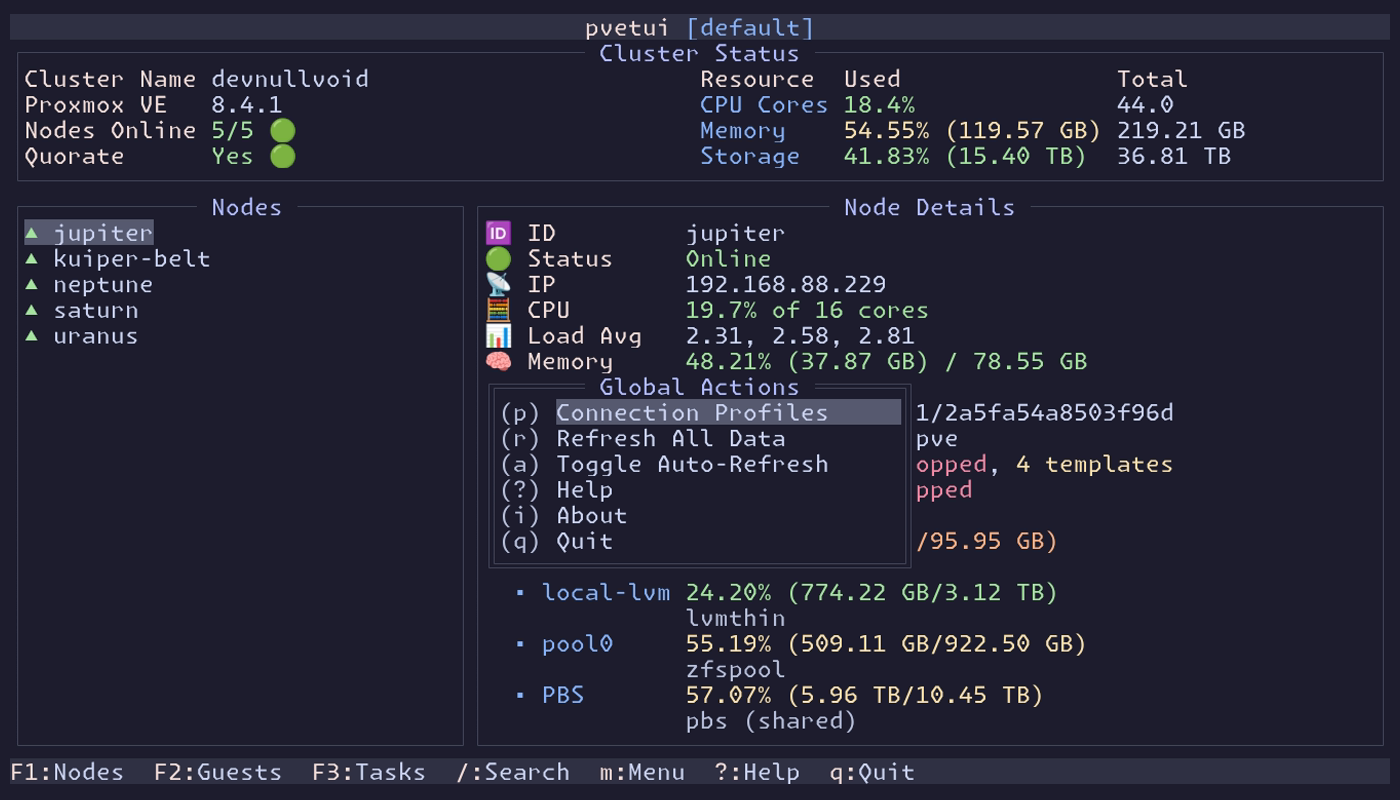 pvetui [default]
Cluster Status
Cluster Name devnullvoid Resource Used Total
Proxmox VE 8.4.1 CPU Cores 18.4% 44.0
Nodes Online 5/5 Memory 54.55% (119.57 GB) 219.21 GB
Quorate Yes Storage 41.83% (15.40 TB) 36.81 TB
Nodes
▲ jupiter
▲ kuiper-belt
▲ neptune
▲ saturn
▲ uranus
Node Details
🆔 ID jupiter
Status Online
IP 192.168.88.229
CPU 19.7% of 16 cores
Load Avg 2.31, 2.58, 2.81
Memory 48.21% (37.87 GB) / 78.55 GB
Global Actions
(p) Connection Profiles
(r) Refresh All Data
(a) Toggle Auto-Refresh
(?) Help
(i) About
(q) Quit
1/2a5fa54a8503f96d
pve
opped, 4 templates
pped
/95.95 GB)
▪ local-lvm 24.20% (774.22 GB/3.12 TB)
lvmthin
▪ pool0 55.19% (509.11 GB/922.50 GB)
zfspool
▪ PBS 57.07% (5.96 TB/10.45 TB)
pbs (shared)
F1:Nodes F2:Guests F3:Tasks /:Search m:Menu ?:Help q:Quit